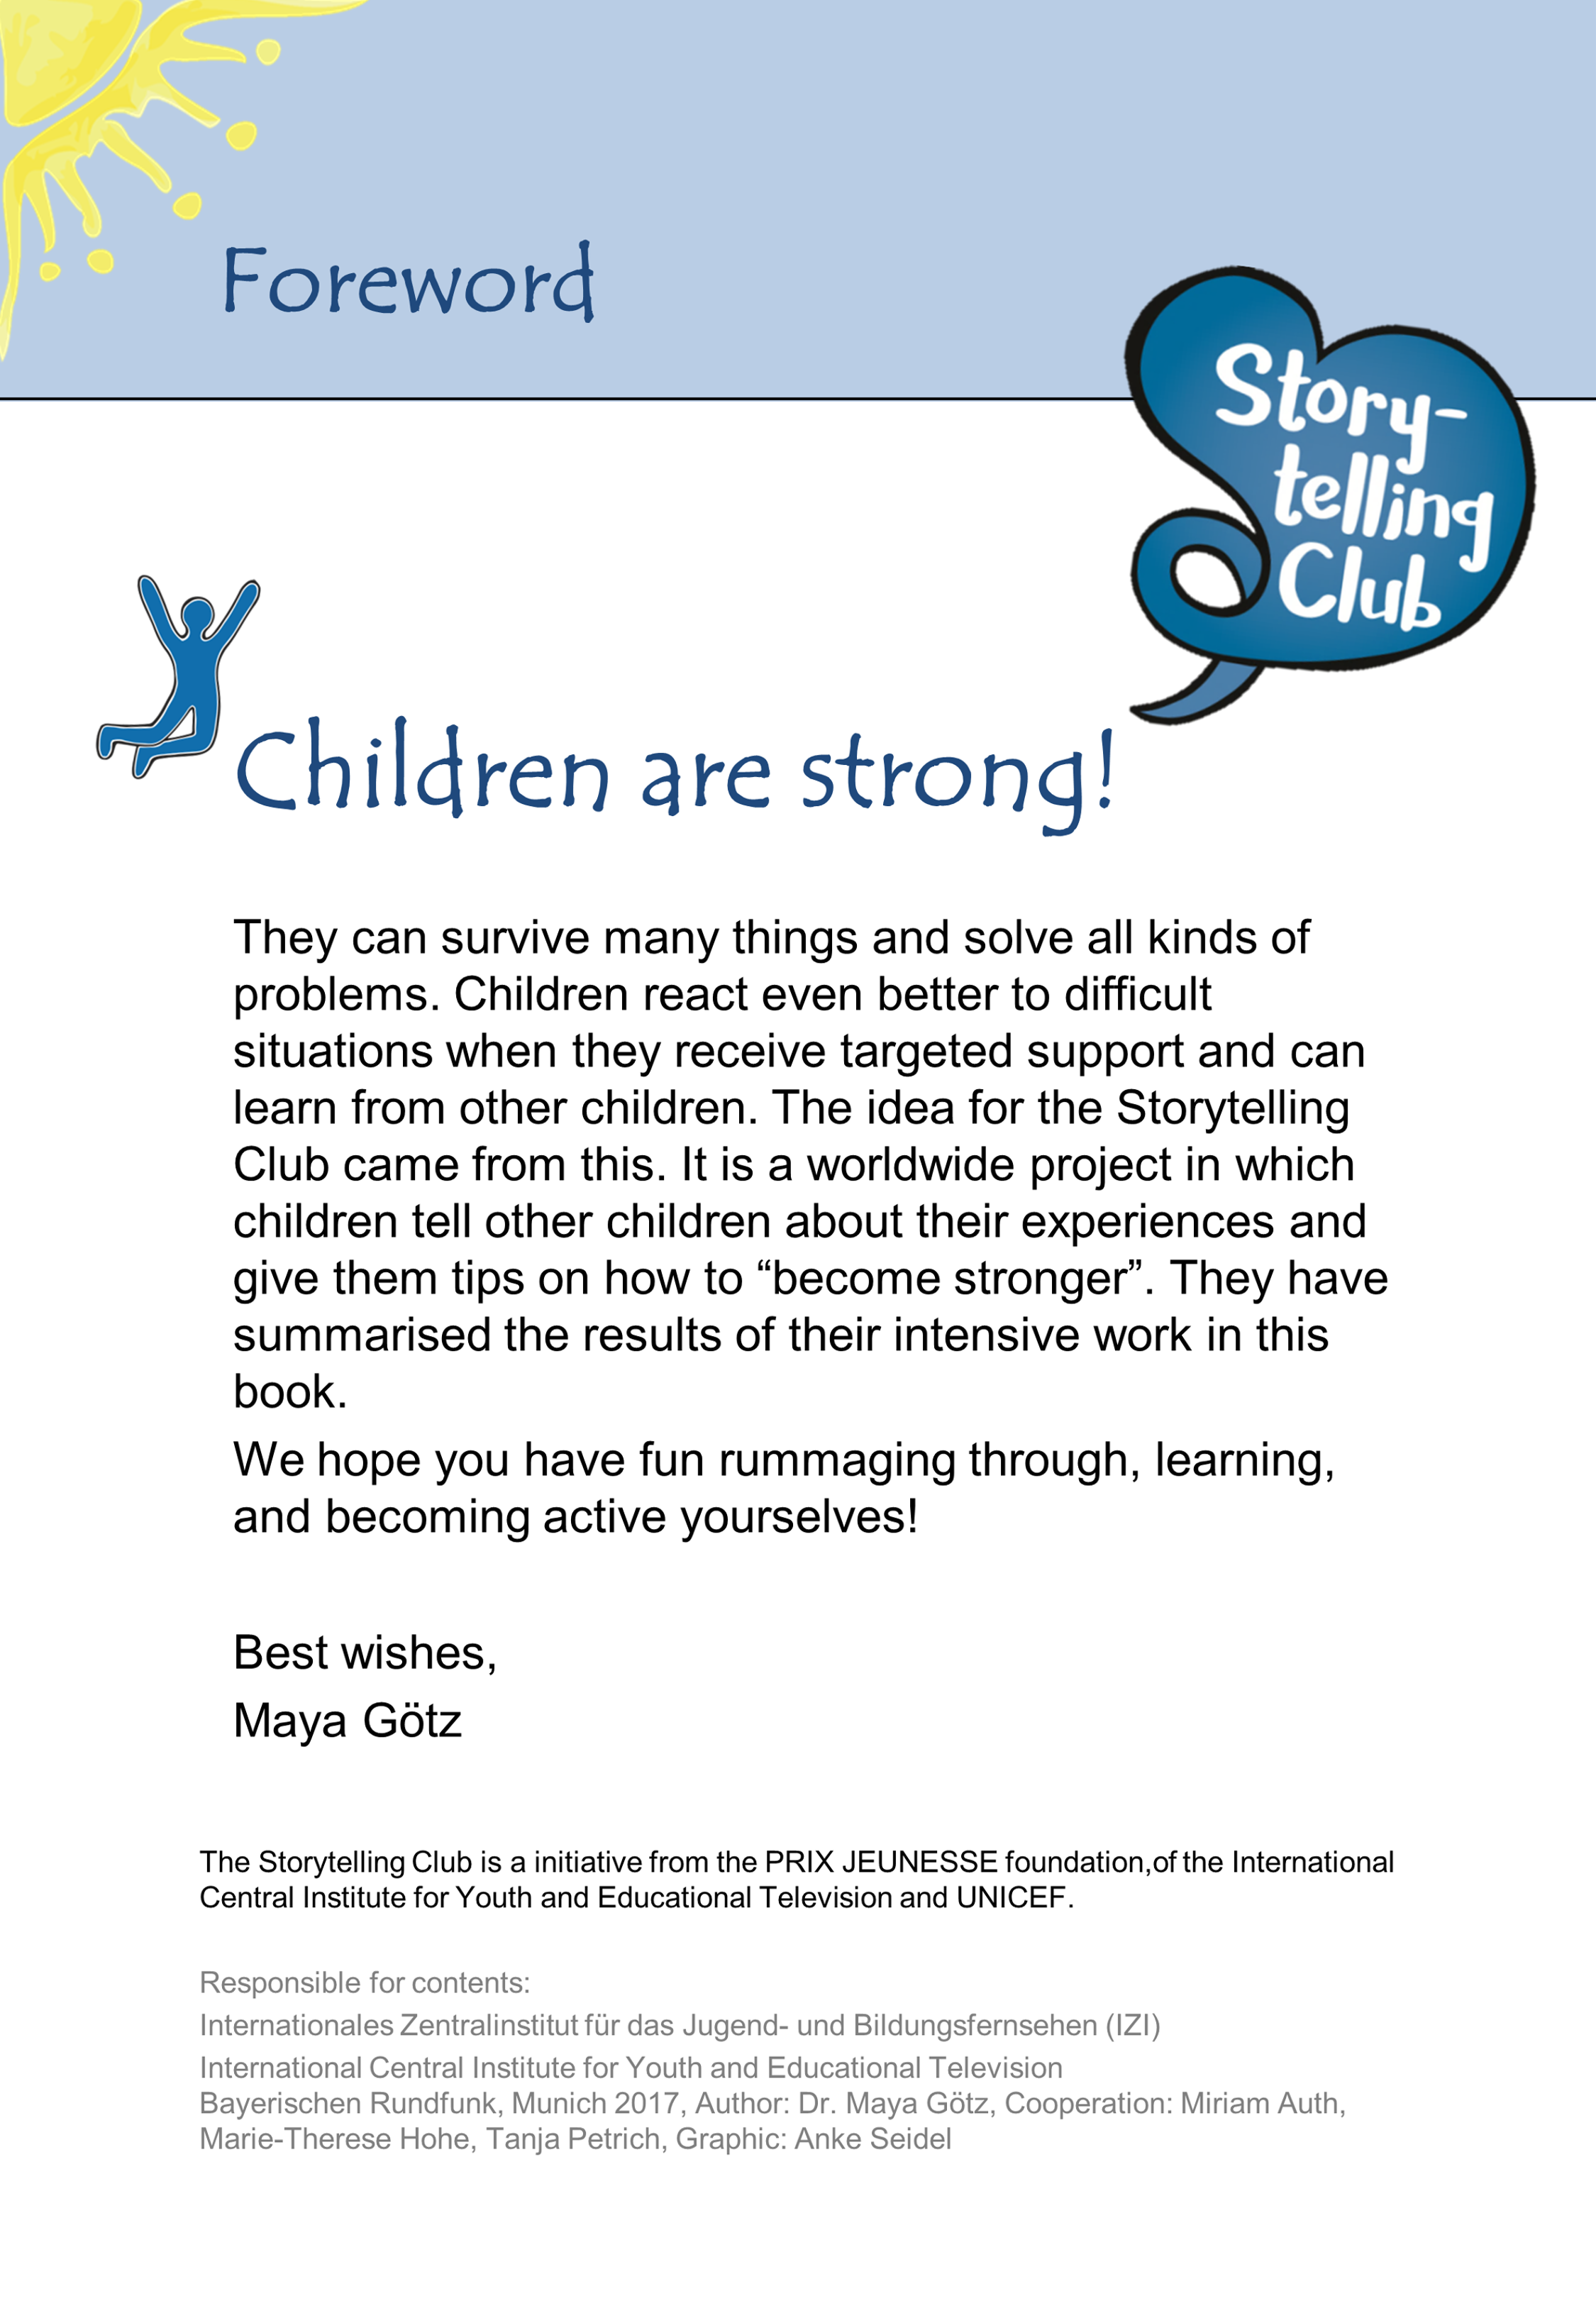 Foreword
Story-
telling
Club
Children are strong!
They can survive many things and solve all kinds of
problems. Children react even better to difficult
situations when they receive targeted support and can
learn from other children. The idea for the Storytelling
Club came from this. It is a worldwide project in which
children tell other children about their experiences and
give them tips on how to “become stronger”. They have
summarised the results of their intensive work in this
book.
We hope you have fun rummaging through, learning,
and becoming active yourselves!
Best wishes,
Maya Götz
The Storytelling Club is a initiative from the PRIX JEUNESSE foundation,of the International
Central Institute for Youth and Educational Television and UNICEF.
Responsible for contents:
Internationales Zentralinstitut für das Jugend- und Bildungsfernsehen (IZI)
International Central Institute for Youth and Educational Television
Bayerischen Rundfunk, Munich 2017, Author: Dr. Maya Götz, Cooperation: Miriam Auth,
Marie-Therese Hohe, Tanja Petrich, Graphic: Anke Seidel